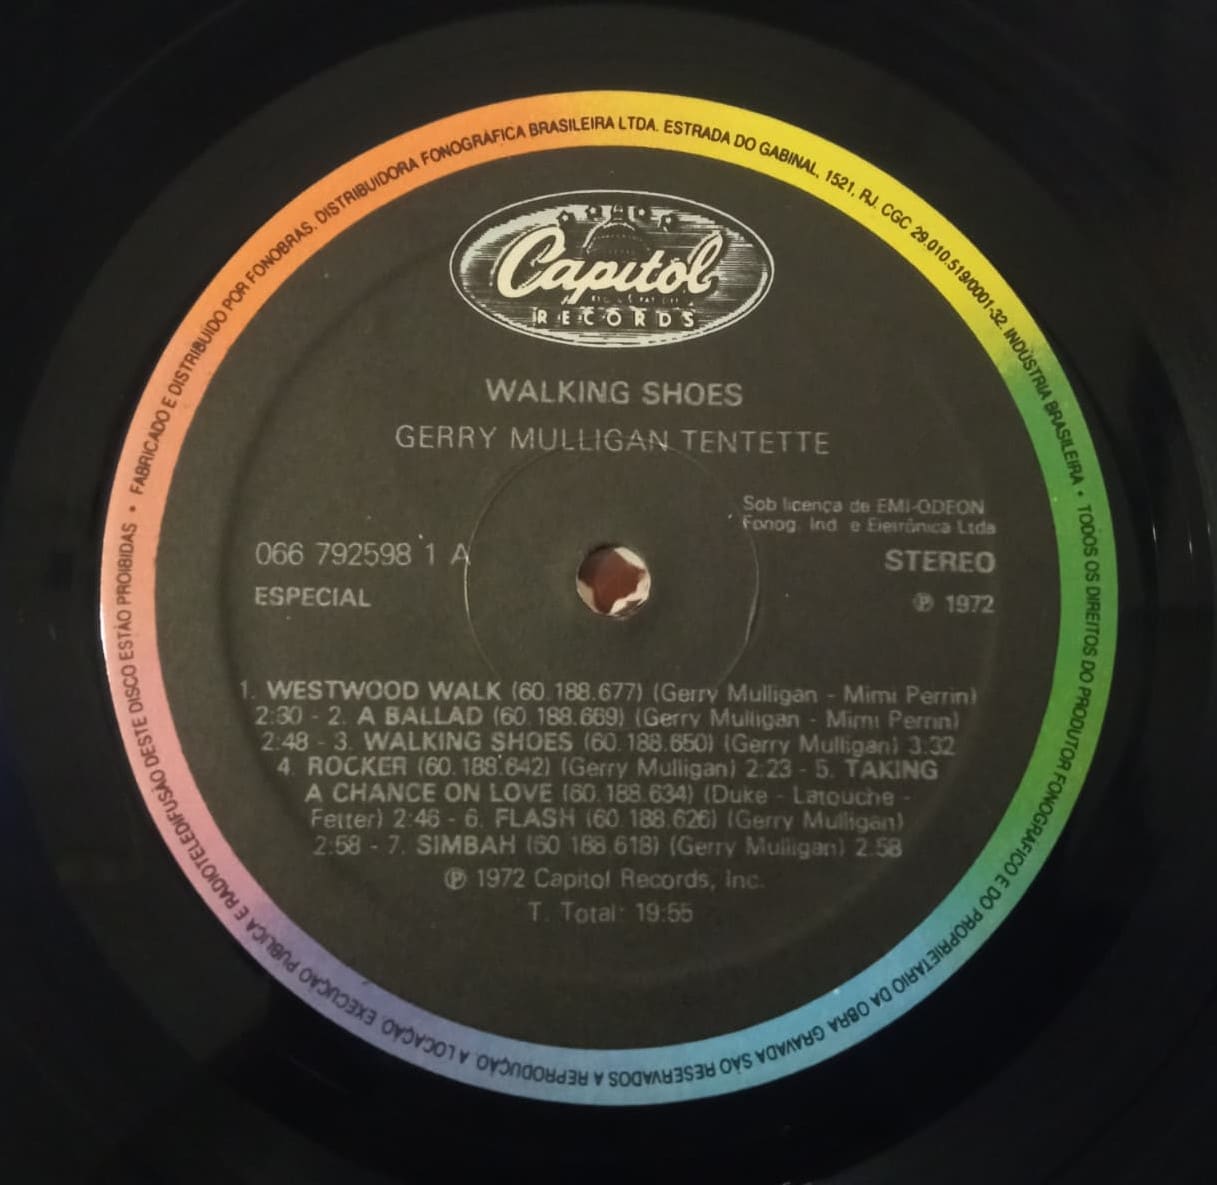 FABRICADO E DISTRIBUIDO POR FONOBRAS. DISTRIBUIDORA FONOGRÁFICA BRASILEIRA LTDA. ESTRADA DO GABINAL, 1521, RJ. CGC 29.010.519/0001-32. INDÚSTRIA BRASILEIRA • TODOS OS DIREITOS DO PRODUTOR FONOGRÁFICO E DO PROPRIETÁRIO DA OBRA GRAVADA SÃO RESERVADOS A REPRODUÇÃO A LOCAÇÃO, EXECUÇÃO PÚBLICA E RADIOTELEDIFUSÃO DESTE DISCO ESTÃO PROIBIDAS •
Capitol
RECORDS
WALKING SHOES
GERRY MULLIGAN TENTETTE
Sob licença de EMI-ODEON
Fonog. Ind. e Eletrônica Ltda
066 792598 1 A
STEREO
ESPECIAL
℗ 1972
1. WESTWOOD WALK (60.188.677) (Gerry Mulligan - Mimi Perrin)
2:30 - 2. A BALLAD (60.188.669) (Gerry Mulligan - Mimi Perrin)
2:48 - 3. WALKING SHOES (60.188.650) (Gerry Mulligan) 3:32
4. ROCKER (60.188.642) (Gerry Mulligan) 2:23 - 5. TAKING
A CHANCE ON LOVE (60.188.634) (Duke - Latouche -
Fetter) 2:46 - 6. FLASH (60.188.626) (Gerry Mulligan)
2:58 - 7. SIMBAH (60 188.618) (Gerry Mulligan) 2:58
℗ 1972 Capitol Records, Inc.
T. Total: 19:55